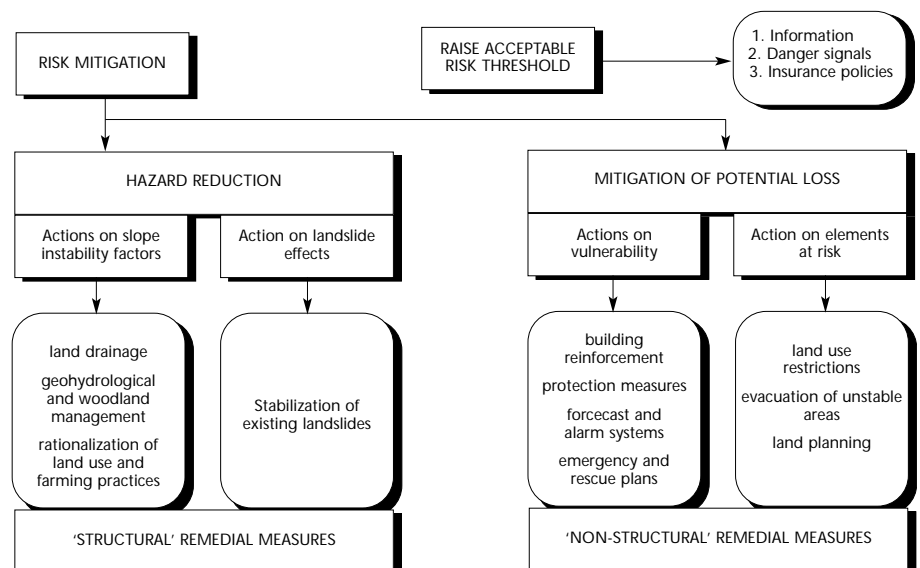 RISK MITIGATION
RAISE ACCEPTABLE
RISK THRESHOLD
1. Information
2. Danger signals
3. Insurance policies
HAZARD REDUCTION
Actions on slope
instability factors
Action on landslide
effects
land drainage
geohydrological
and woodland
management
rationalization of
land use and
farming practices
Stabilization of
existing landslides
'STRUCTURAL' REMEDIAL MEASURES
MITIGATION OF POTENTIAL LOSS
Actions on
vulnerability
Action on elements
at risk
building
reinforcement
protection measures
forcecast and
alarm systems
emergency and
rescue plans
land use
restrictions
evacuation of unstable
areas
land planning
'NON-STRUCTURAL' REMEDIAL MEASURES